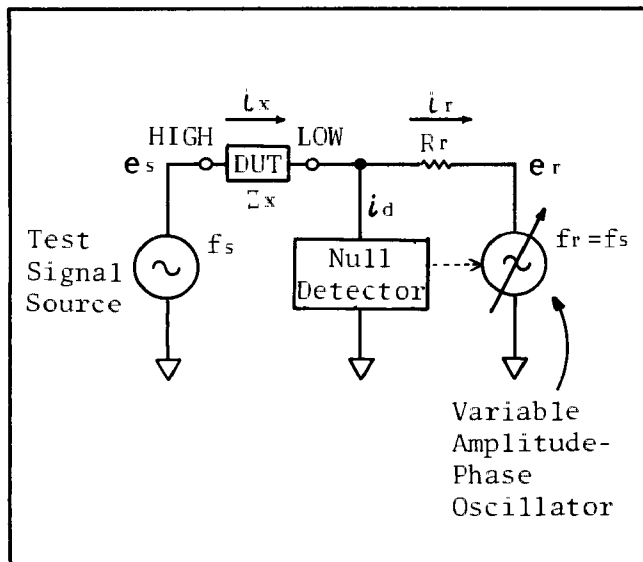 ix
ir
HIGH
LOW
Rr
es
DUT
er
Zx
id
Test
Signal
Source
fs
Null
Detector
fr=fs
Variable
Amplitude-
Phase
Oscillator